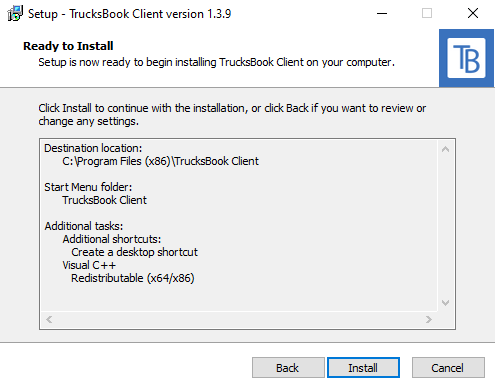 Setup - TrucksBook Client version 1.3.9
Ready to Install
Setup is now ready to begin installing TrucksBook Client on your computer.
TB
Click Install to continue with the installation, or click Back if you want to review or
change any settings.
Destination location:
C:\Program Files (x86)\TrucksBook Client
Start Menu folder:
TrucksBook Client
Additional tasks:
Additional shortcuts:
Create a desktop shortcut
Visual C++
Redistributable (x64/x86)
Back
Install
Cancel